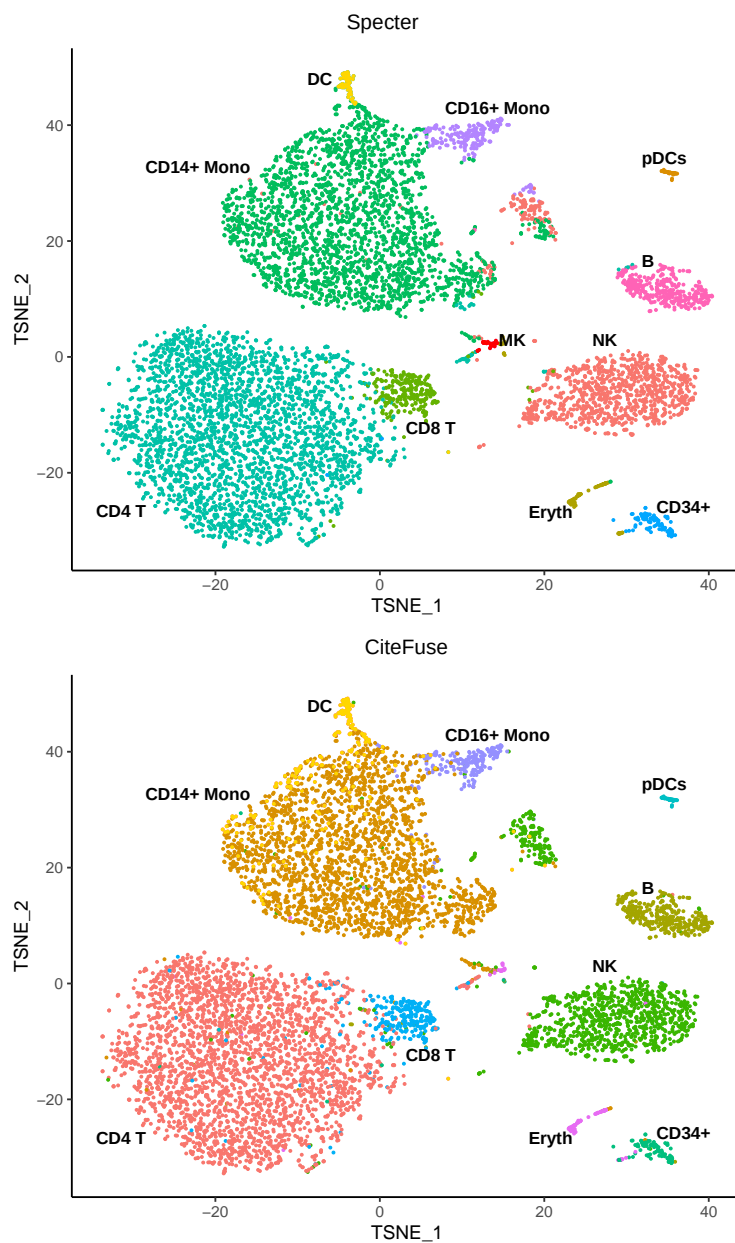 Specter
DC
CD16+ Mono
40
CD14+ Mono
pDCs
20
B
TSNE_2
MK
NK
0
CD8 T
−20
CD4 T
Eryth
CD34+
−20
0
20
40
TSNE_1
CiteFuse
DC
CD16+ Mono
40
CD14+ Mono
pDCs
20
B
TSNE_2
NK
0
CD8 T
−20
CD4 T
Eryth
CD34+
−20
0
20
40
TSNE_1